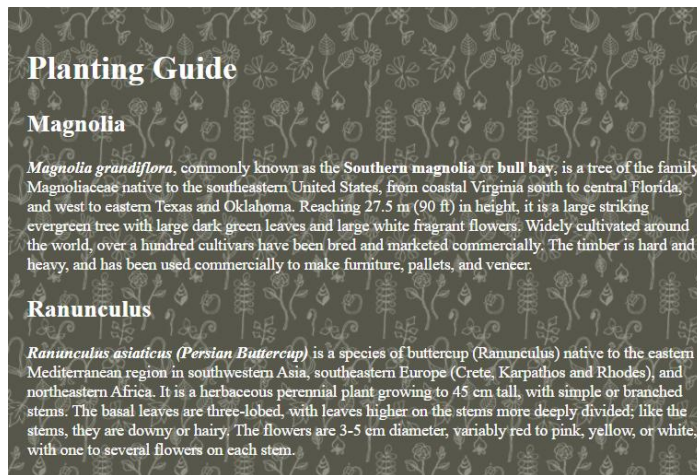 Planting Guide
Magnolia
Magnolia grandiflora, commonly known as the Southern magnolia or bull bay, is a tree of the family
Magnoliaceae native to the southeastern United States, from coastal Virginia south to central Florida,
and west to eastern Texas and Oklahoma. Reaching 27.5 m (90 ft) in height, it is a large striking
evergreen tree with large dark green leaves and large white fragrant flowers. Widely cultivated around
the world, over a hundred cultivars have been bred and marketed commercially. The timber is hard and
heavy, and has been used commercially to make furniture, pallets, and veneer.
Ranunculus
Ranunculus asiaticus (Persian Buttercup) is a species of buttercup (Ranunculus) native to the eastern
Mediterranean region in southwestern Asia, southeastern Europe (Crete, Karpathos and Rhodes), and
northeastern Africa. It is a herbaceous perennial plant growing to 45 cm tall, with simple or branched
stems. The basal leaves are three-lobed, with leaves higher on the stems more deeply divided; like the
stems, they are downy or hairy. The flowers are 3-5 cm diameter, variably red to pink, yellow, or white,
with one to several flowers on each stem.